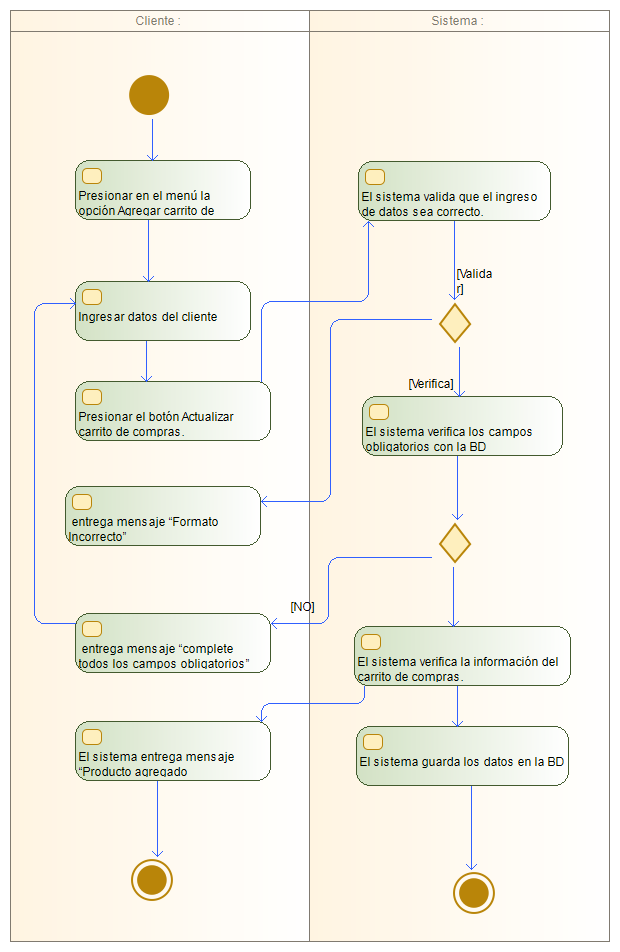 Cliente :
Sistema :
Presionar en el menú la
opción Agregar carrito de
El sistema valida que el ingreso
de datos sea correcto.
[Valida
r]
Ingresar datos del cliente
[Verifica]
Presionar el botón Actualizar
carrito de compras.
El sistema verifica los campos
obligatorios con la BD
entrega mensaje “Formato
Incorrecto”
[NO]
entrega mensaje “complete
todos los campos obligatorios”
El sistema verifica la información del
carrito de compras.
El sistema entrega mensaje
“Producto agregado
El sistema guarda los datos en la BD